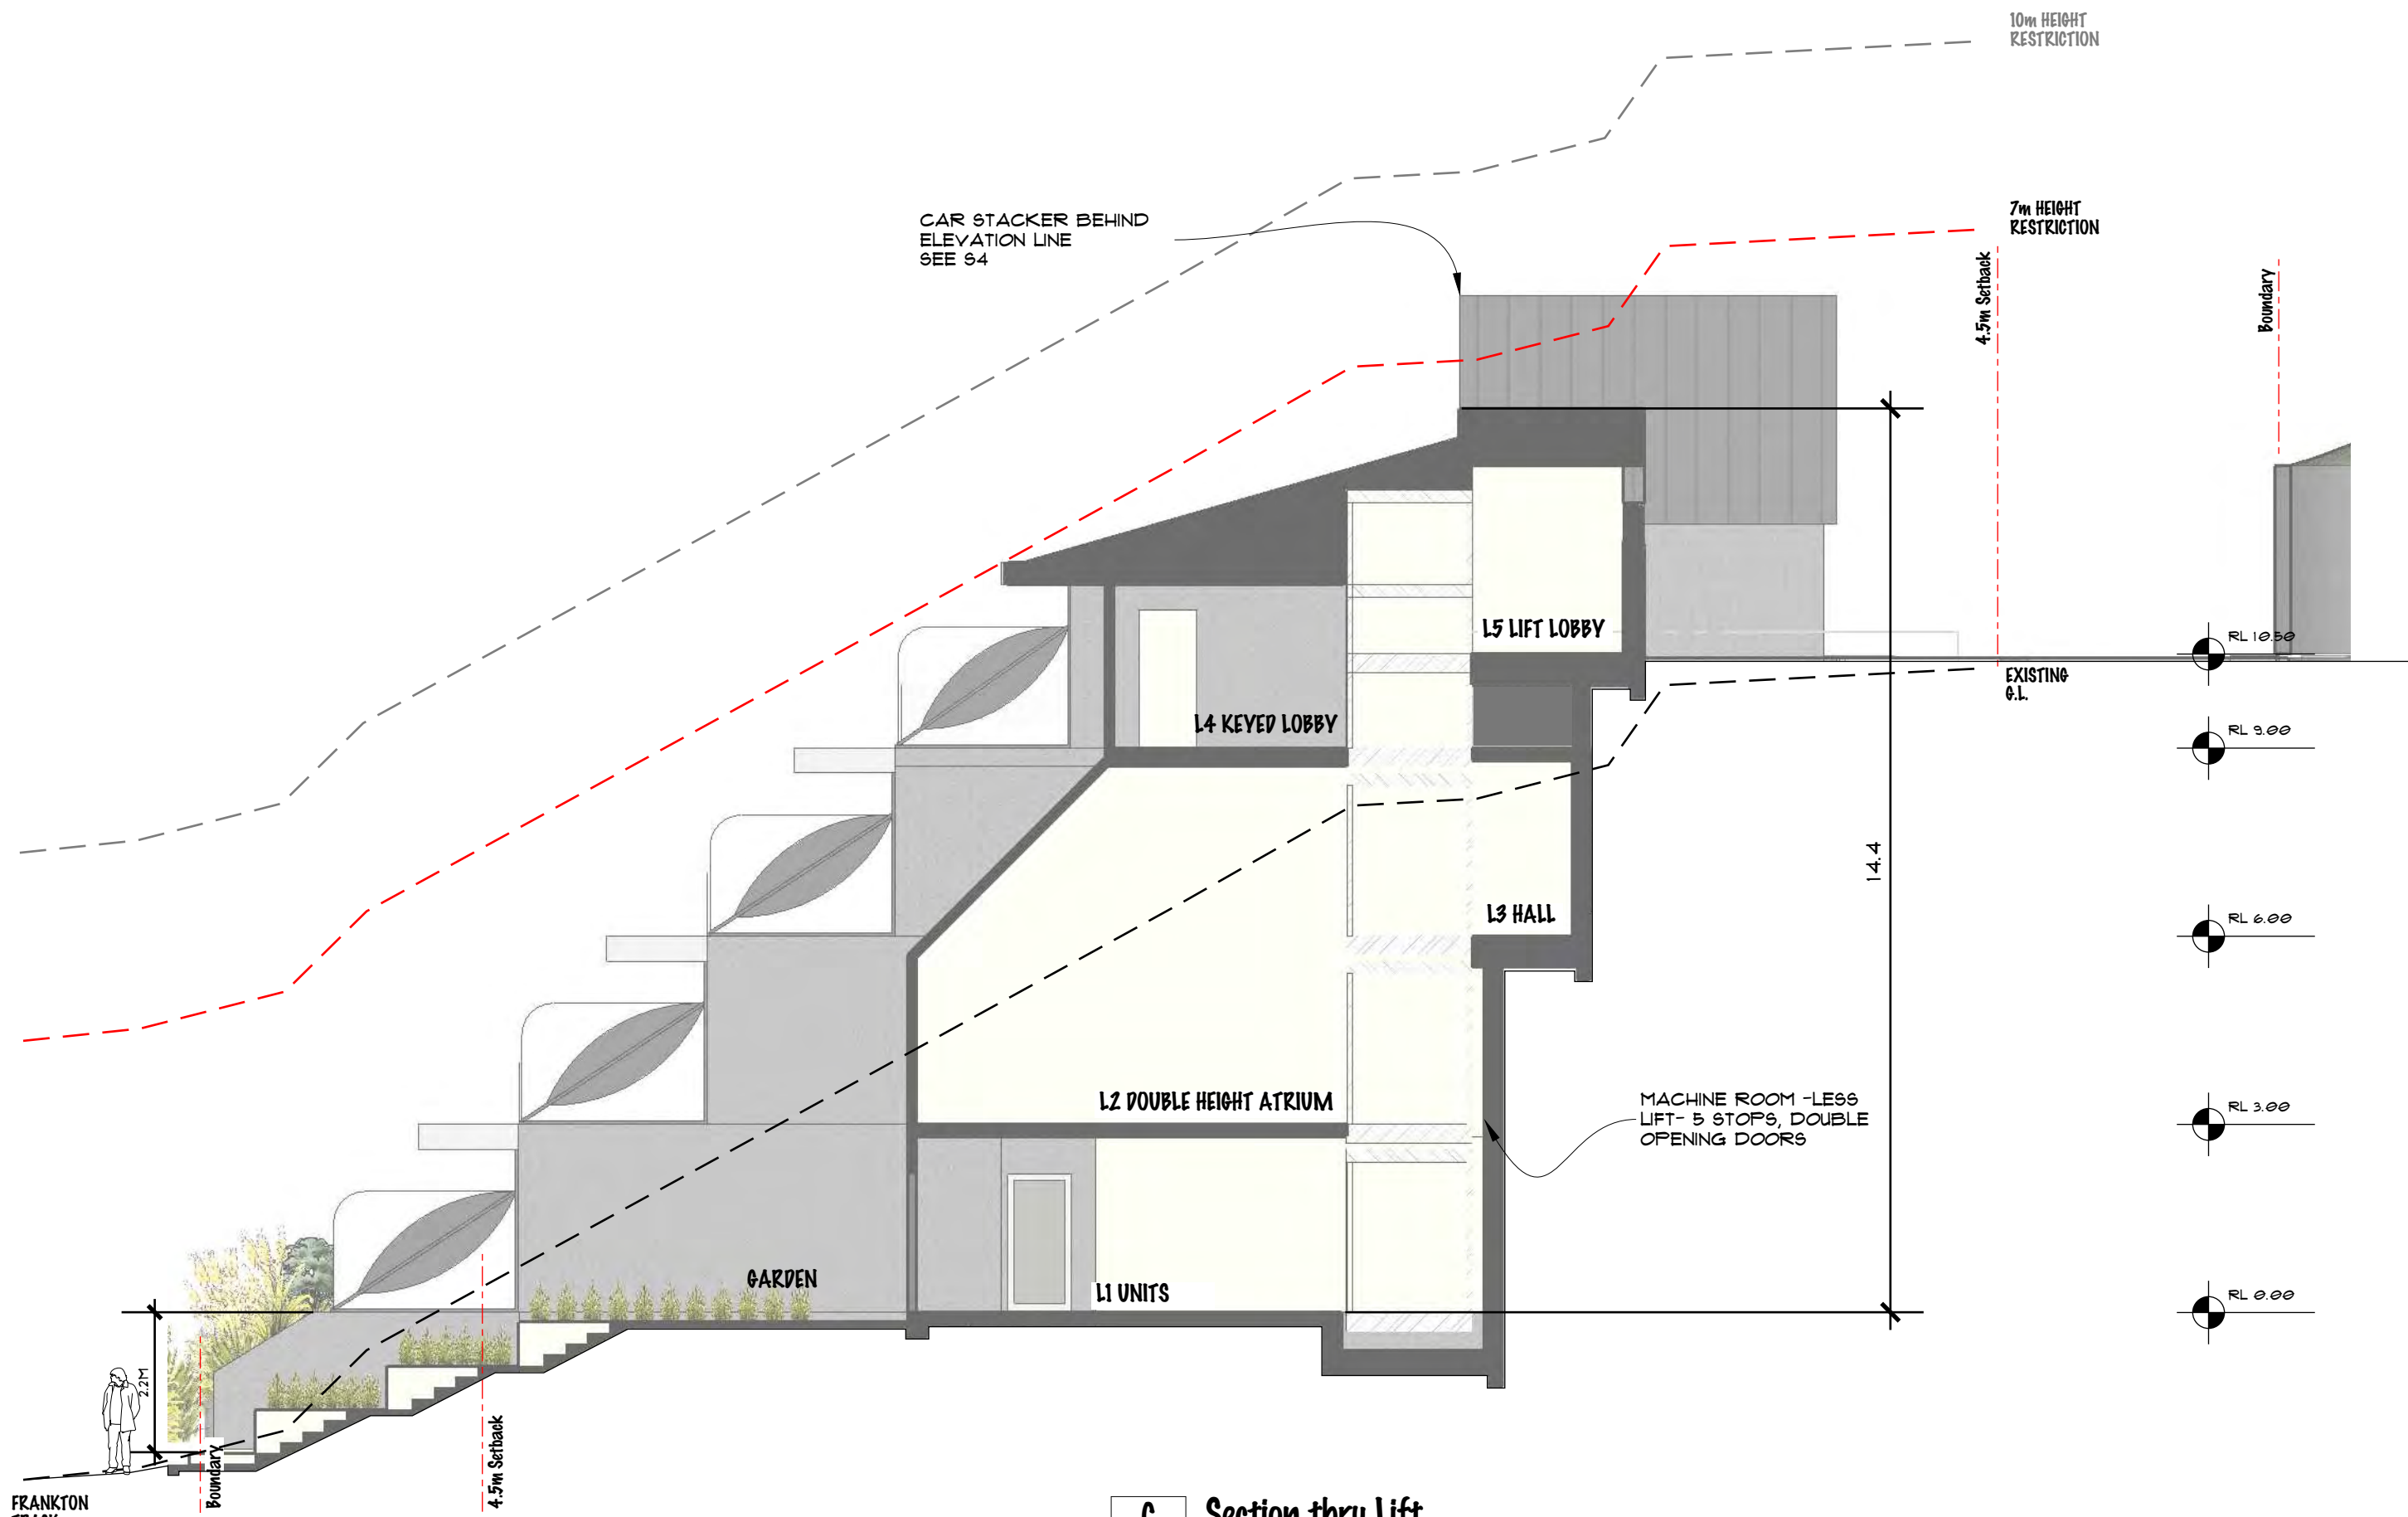 10m HEIGHT
RESTRICTION
7m HEIGHT
RESTRICTION
CAR STACKER BEHIND
ELEVATION LINE
SEE S4
4.5m Setback
Boundary
L5 LIFT LOBBY
RL 10.50
EXISTING
G.L.
L4 KEYED LOBBY
RL 9.00
14.4
L3 HALL
RL 6.00
L2 DOUBLE HEIGHT ATRIUM
MACHINE ROOM -LESS
LIFT- 5 STOPS, DOUBLE
OPENING DOORS
RL 3.00
GARDEN
L1 UNITS
RL 0.00
2.2M
Boundary
4.5m Setback
FRANKTON
C Section thru Lift